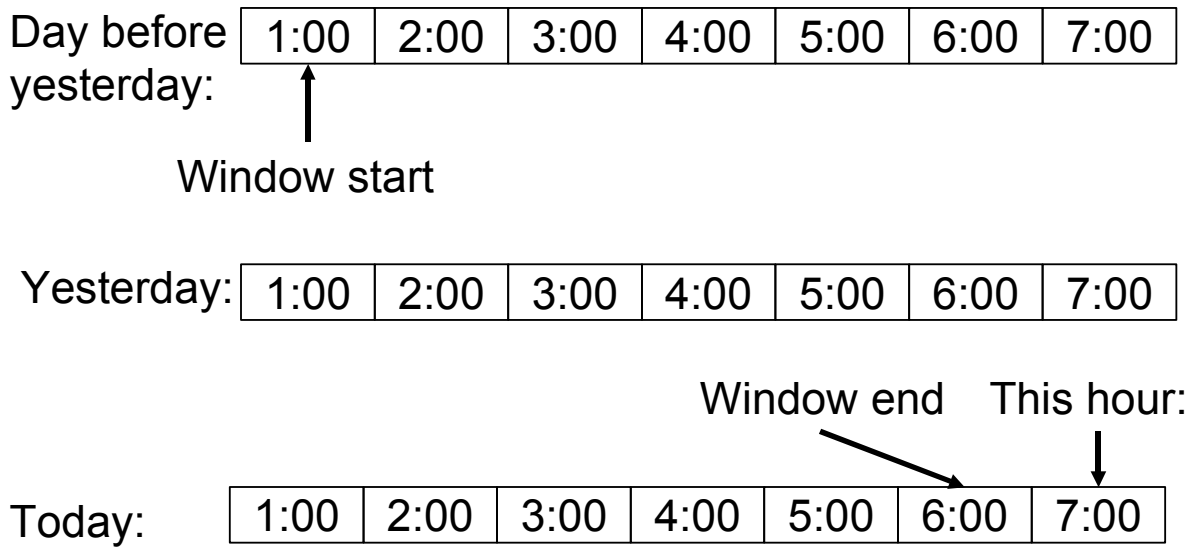 Day before
yesterday:
1:00 2:00 3:00 4:00 5:00 6:00 7:00
Window start
Yesterday: 1:00 2:00 3:00 4:00 5:00 6:00 7:00
Window end This hour:
Today: 1:00 2:00 3:00 4:00 5:00 6:00 7:00